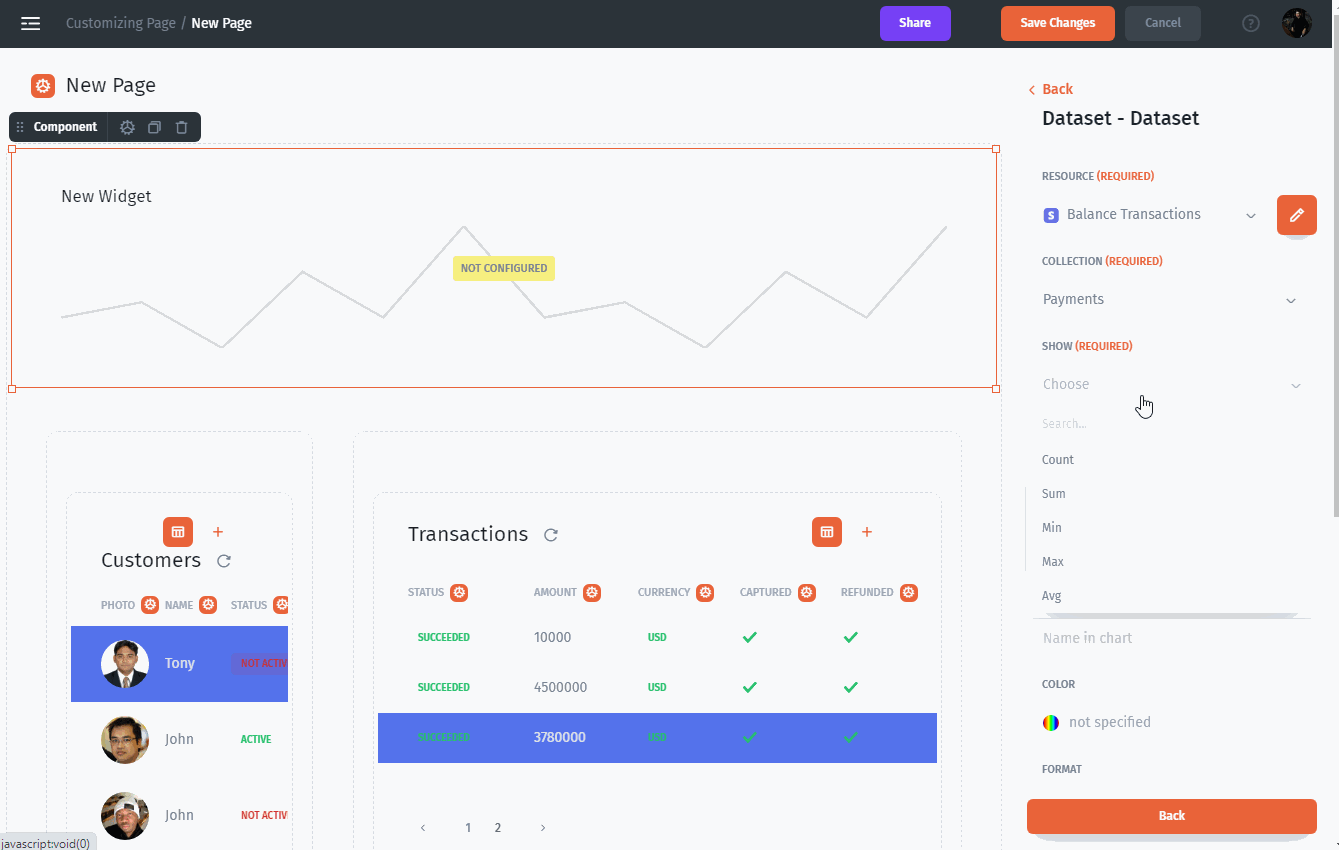 Customizing Page / New Page
Share
Save Changes
Cancel
?
New Page
Component
New Widget
NOT CONFIGURED
Customers
PHOTO NAME STATUS
Tony NOT ACTIV
John ACTIVE
John NOT ACTIV
Transactions
STATUS AMOUNT CURRENCY CAPTURED REFUNDED
SUCCEEDED 10000 USD
SUCCEEDED 4500000 USD
SUCCEEDED 3780000 USD
1 2
Back
Dataset - Dataset
RESOURCE (REQUIRED)
S Balance Transactions
COLLECTION (REQUIRED)
Payments
SHOW (REQUIRED)
Choose
Search...
Count
Sum
Min
Max
Avg
Name in chart
COLOR
not specified
FORMAT
Back
javascript:void(0)